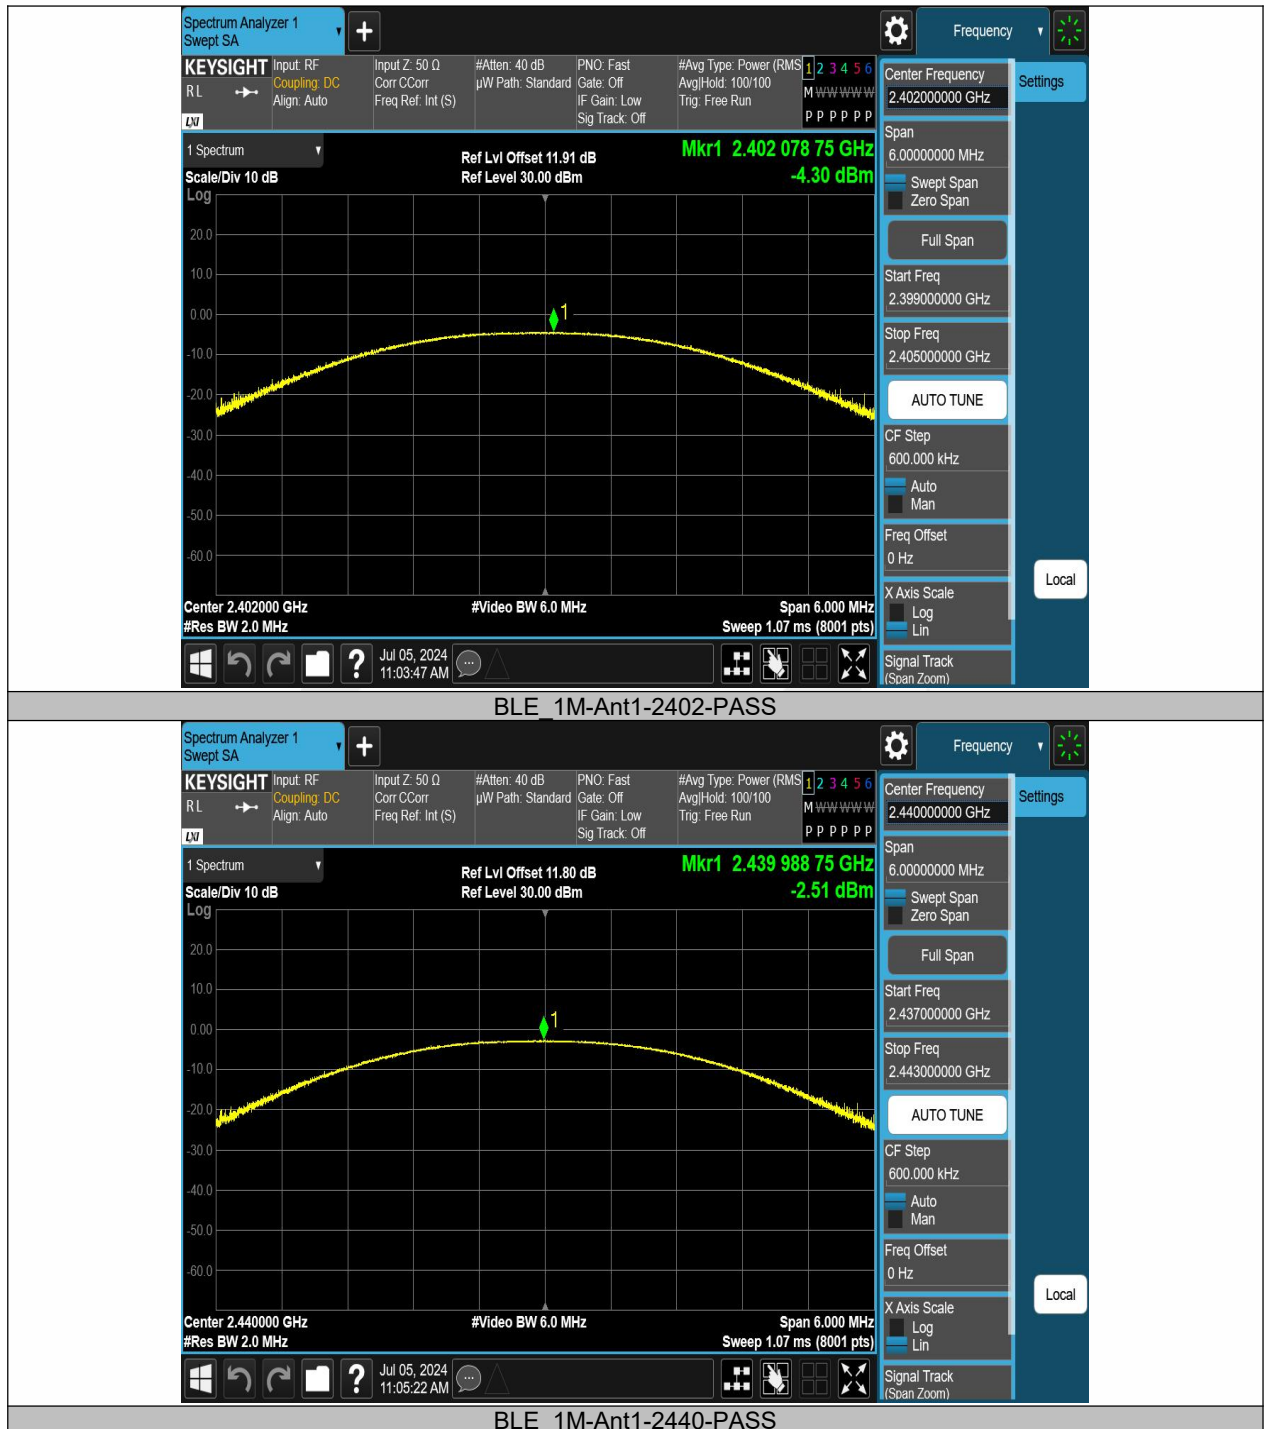 Spectrum Analyzer 1
Swept SA
+
Frequency
KEYSIGHT
RL
LXI
Input: RF
Coupling: DC
Align: Auto
Input Z: 50 Ω
Corr CCorr
Freq Ref: Int (S)
#Atten: 40 dB
µW Path: Standard
PNO: Fast
Gate: Off
IF Gain: Low
Sig Track: Off
#Avg Type: Power (RMS
Avg|Hold: 100/100
Trig: Free Run
1 2 3 4 5 6
M W W W W W
P P P P P P
Center Frequency
2.402000000 GHz
Settings
1 Spectrum
Ref Lvl Offset 11.91 dB
Mkr1 2.402 078 75 GHz
Scale/Div 10 dB
Ref Level 30.00 dBm
-4.30 dBm
Span
6.00000000 MHz
Swept Span
Zero Span
Full Span
Start Freq
2.399000000 GHz
Stop Freq
2.405000000 GHz
AUTO TUNE
CF Step
600.000 kHz
Auto
Man
Freq Offset
0 Hz
X Axis Scale
Log
Lin
Signal Track
(Span Zoom)
Local
Log
20.0
10.0
0.00
-10.0
-20.0
-30.0
-40.0
-50.0
-60.0
1
Center 2.402000 GHz
#Video BW 6.0 MHz
Span 6.000 MHz
#Res BW 2.0 MHz
Sweep 1.07 ms (8001 pts)
?
Jul 05, 2024
11:03:47 AM
BLE_1M-Ant1-2402-PASS
Spectrum Analyzer 1
Swept SA
+
Frequency
KEYSIGHT
RL
LXI
Input: RF
Coupling: DC
Align: Auto
Input Z: 50 Ω
Corr CCorr
Freq Ref: Int (S)
#Atten: 40 dB
µW Path: Standard
PNO: Fast
Gate: Off
IF Gain: Low
Sig Track: Off
#Avg Type: Power (RMS
Avg|Hold: 100/100
Trig: Free Run
1 2 3 4 5 6
M W W W W W
P P P P P P
Center Frequency
2.440000000 GHz
Settings
1 Spectrum
Ref Lvl Offset 11.80 dB
Mkr1 2.439 988 75 GHz
Scale/Div 10 dB
Ref Level 30.00 dBm
-2.51 dBm
Span
6.00000000 MHz
Swept Span
Zero Span
Full Span
Start Freq
2.437000000 GHz
Stop Freq
2.443000000 GHz
AUTO TUNE
CF Step
600.000 kHz
Auto
Man
Freq Offset
0 Hz
X Axis Scale
Log
Lin
Signal Track
(Span Zoom)
Local
Log
20.0
10.0
0.00
-10.0
-20.0
-30.0
-40.0
-50.0
-60.0
1
Center 2.440000 GHz
#Video BW 6.0 MHz
Span 6.000 MHz
#Res BW 2.0 MHz
Sweep 1.07 ms (8001 pts)
?
Jul 05, 2024
11:05:22 AM
BLE_1M-Ant1-2440-PASS